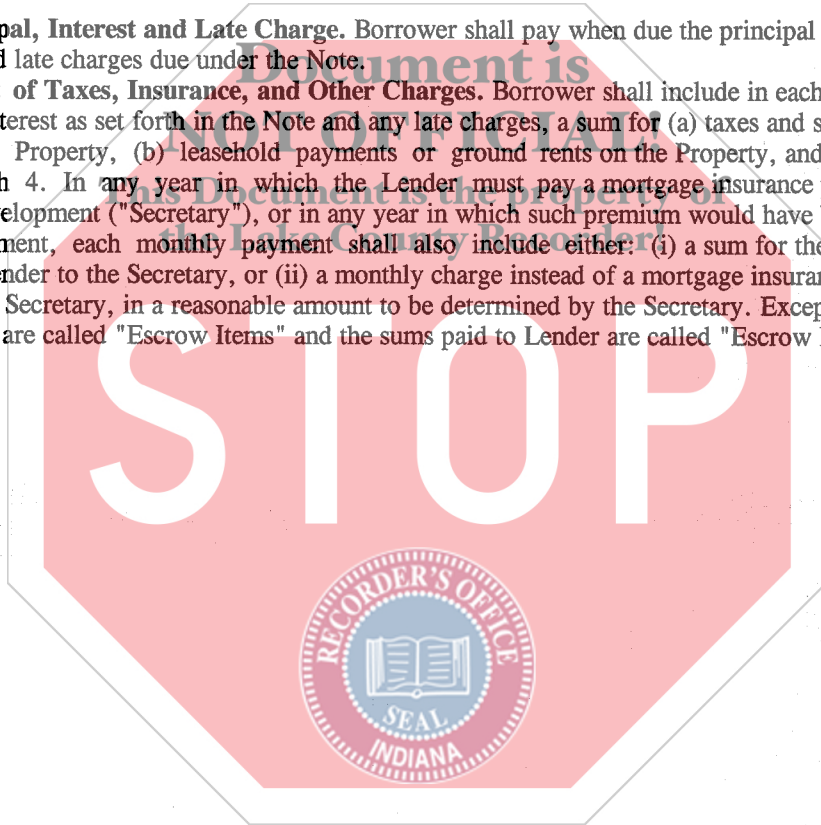 pal, Interest and Late Charge. Borrower shall pay when due the principal
d late charges due under the Note.
Document is
of Taxes, Insurance, and Other Charges. Borrower shall include in each
terest as set forth in the Note and any late charges, a sum for (a) taxes and s
NOT OFFICIAL!
Property, (b) leasehold payments or ground rents on the Property, and
h 4. In any year in which the Lender must pay a mortgage insurance
This Document is the property of
elopment ("Secretary"), or in any year in which such premium would have
the Lake County Recorder!
ment, each monthly payment shall also include either: (i) a sum for the
nder to the Secretary, or (ii) a monthly charge instead of a mortgage insuran
Secretary, in a reasonable amount to be determined by the Secretary. Excep
are called "Escrow Items" and the sums paid to Lender are called "Escrow
STOP
RECORDER'S OFFICE
SEAL
INDIANA